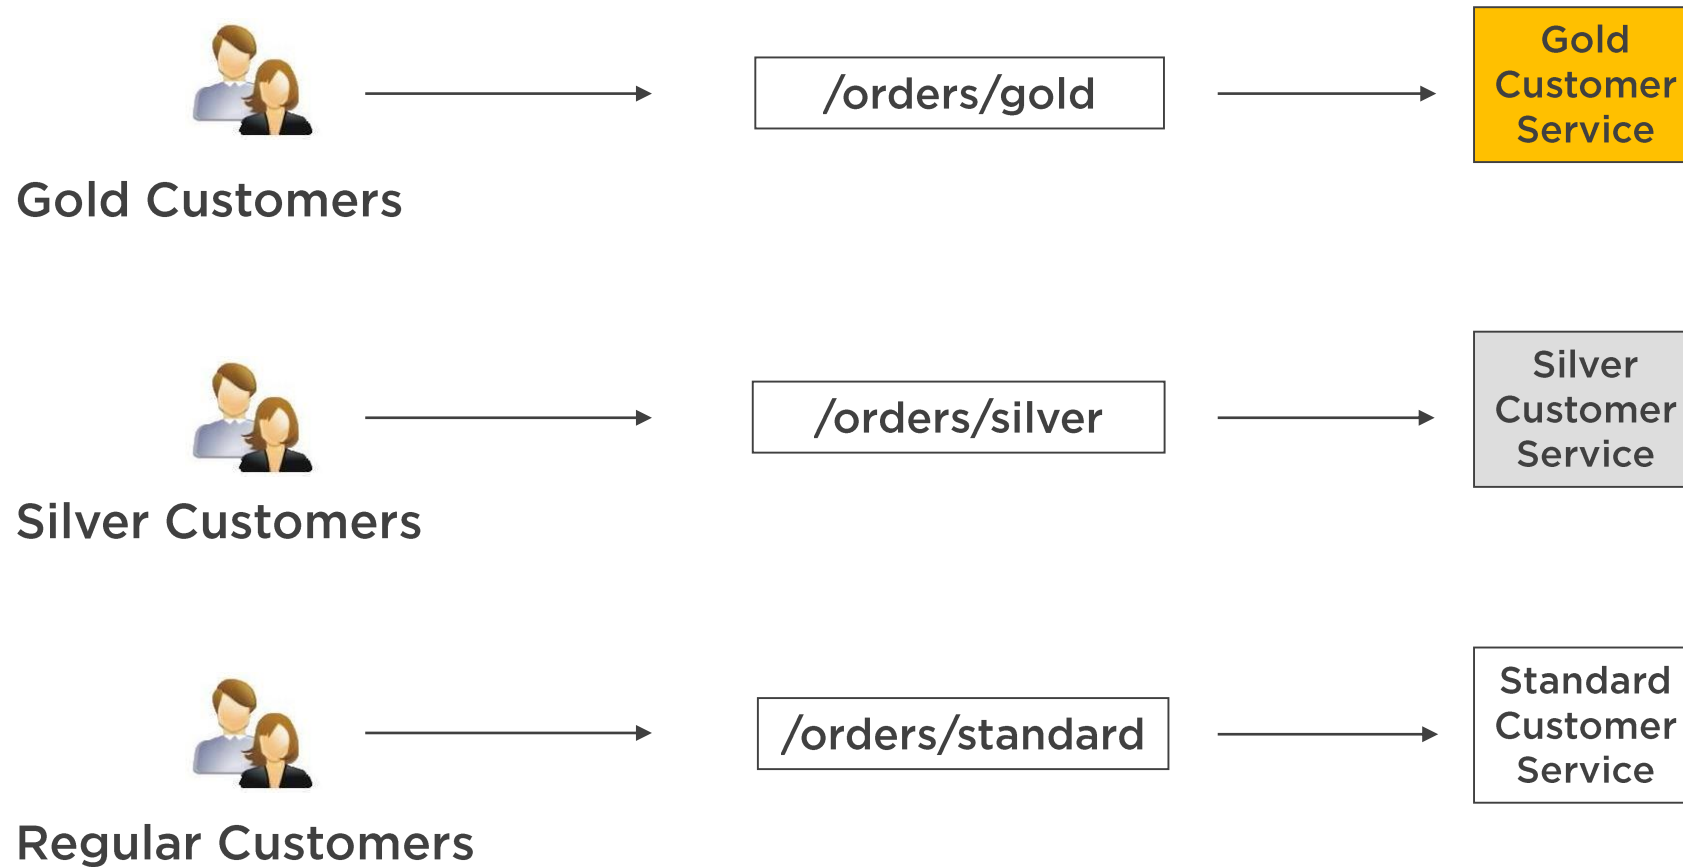 /orders/gold
Gold
Customer
Service
Gold Customers
/orders/silver
Silver
Customer
Service
Silver Customers
/orders/standard
Standard
Customer
Service
Regular Customers